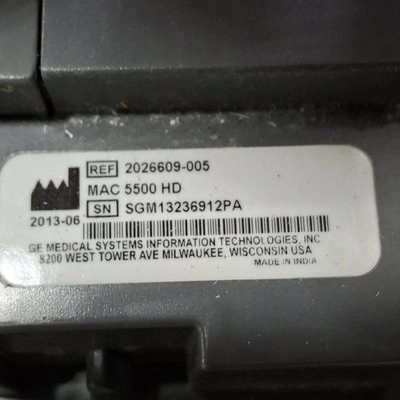 REF 2026609-005
MAC 5500 HD
2013-06 SN SGM13236912PA
GE MEDICAL SYSTEMS INFORMATION TECHNOLOGIES, INC
8200 WEST TOWER AVE MILWAUKEE, WISCONSIN USA
MADE IN INDIA